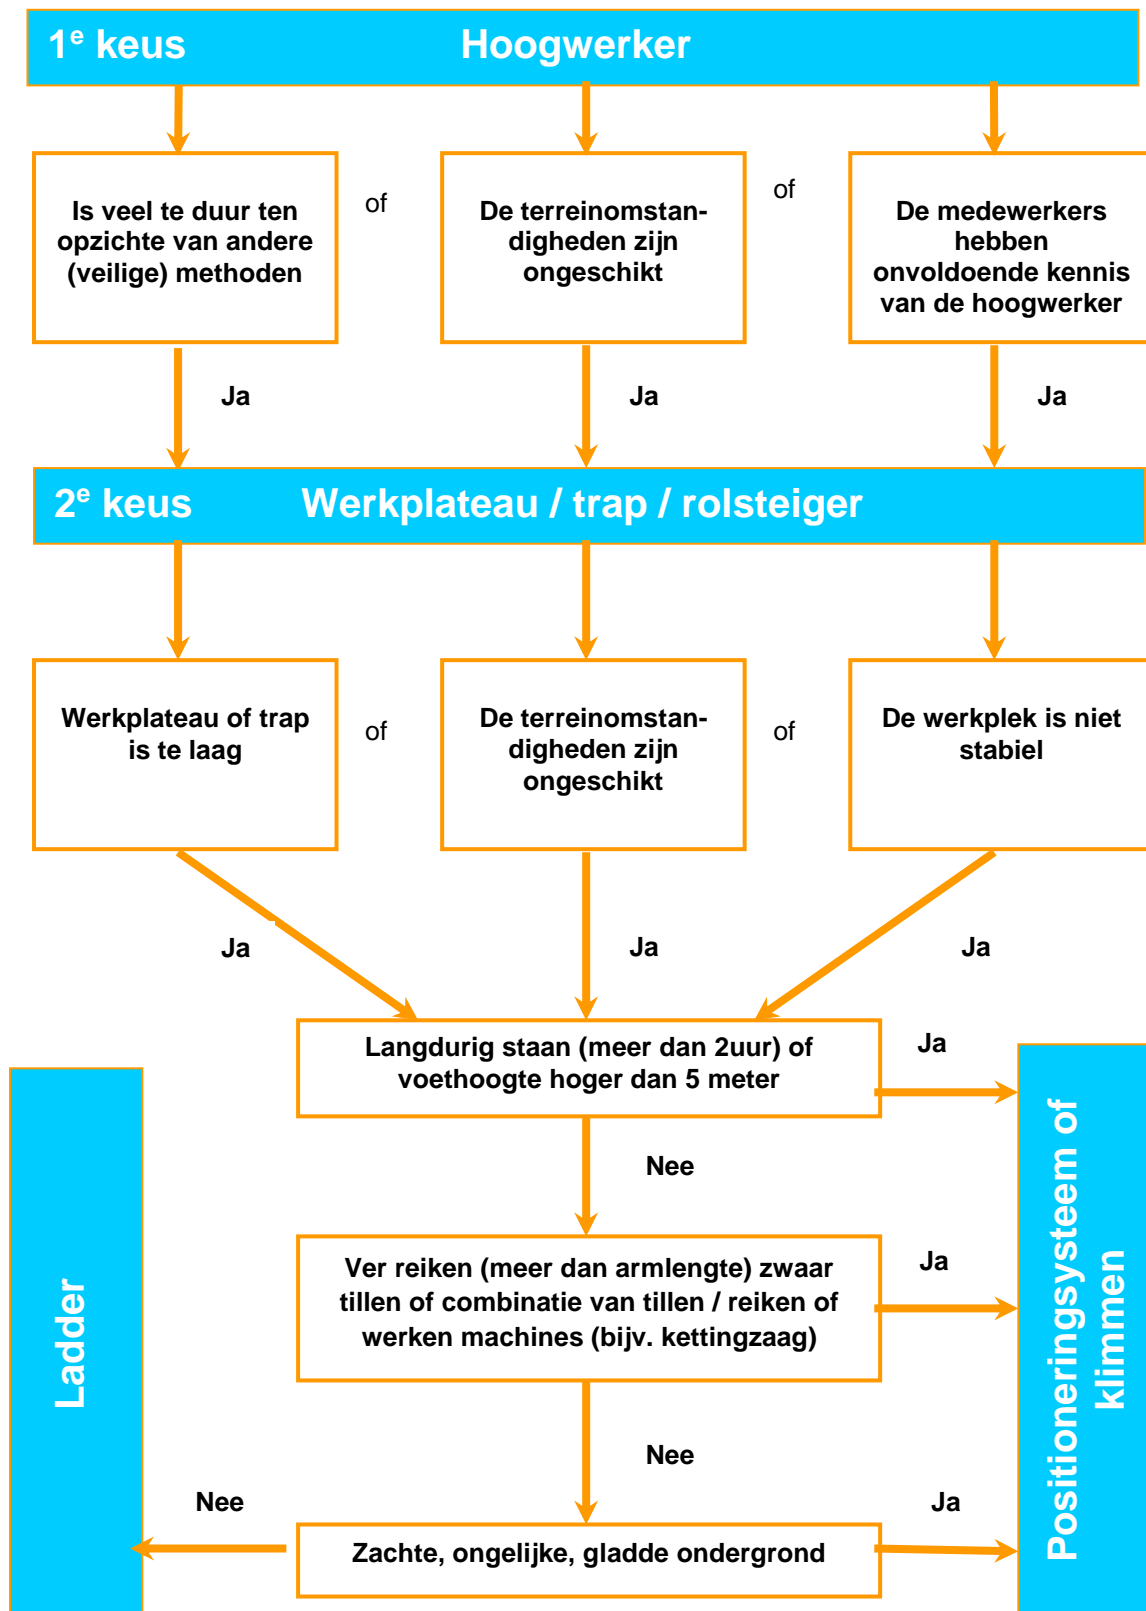 1e keus Hoogwerker
Is veel te duur ten
opzichte van andere
(veilige) methoden
of
De terreinomstan-
digheden zijn
ongeschikt
of
De medewerkers
hebben
onvoldoende kennis
van de hoogwerker
Ja
Ja
Ja
2e keus Werkplateau / trap / rolsteiger
Werkplateau of trap
is te laag
of
De terreinomstan-
digheden zijn
ongeschikt
of
De werkplek is niet
stabiel
Ja
Ja
Ja
Langdurig staan (meer dan 2uur) of
voethoogte hoger dan 5 meter
Ja
Nee
Ver reiken (meer dan armlengte) zwaar
tillen of combinatie van tillen / reiken of
werken machines (bijv. kettingzaag)
Ja
Nee
Zachte, ongelijke, gladde ondergrond
Nee
Ja
Ladder
Positioneringsysteem of
klimmen